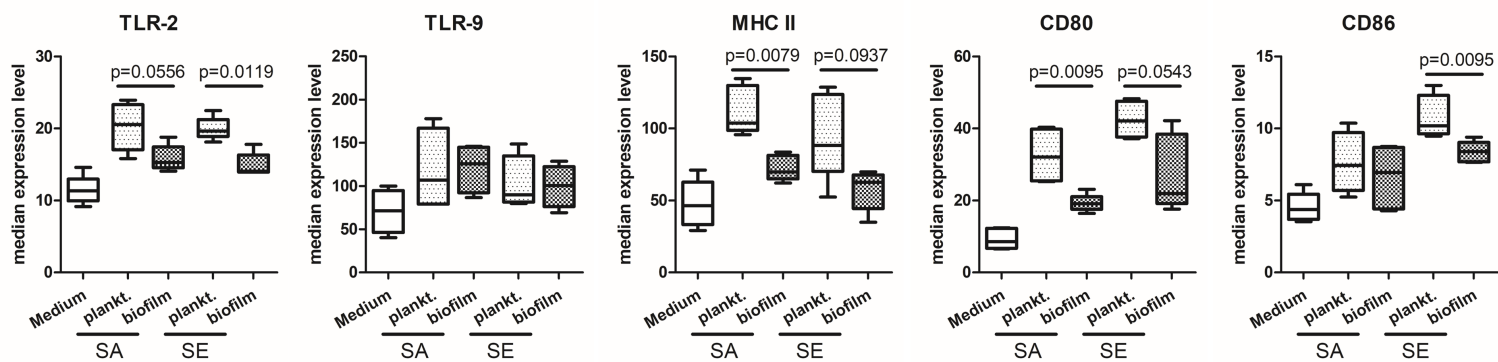 TLR-2
median expression level
30
20
10
0
p=0.0556
p=0.0119
Medium
plankt.
biofilm
plankt.
biofilm
SA
SE
TLR-9
median expression level
250
200
150
100
50
0
Medium
plankt.
biofilm
plankt.
biofilm
SA
SE
MHC II
median expression level
150
100
50
0
p=0.0079
p=0.0937
Medium
plankt.
biofilm
plankt.
biofilm
SA
SE
CD80
median expression level
60
40
20
0
p=0.0095
p=0.0543
Medium
plankt.
biofilm
plankt.
biofilm
SA
SE
CD86
median expression level
15
10
5
0
p=0.0095
Medium
plankt.
biofilm
plankt.
biofilm
SA
SE